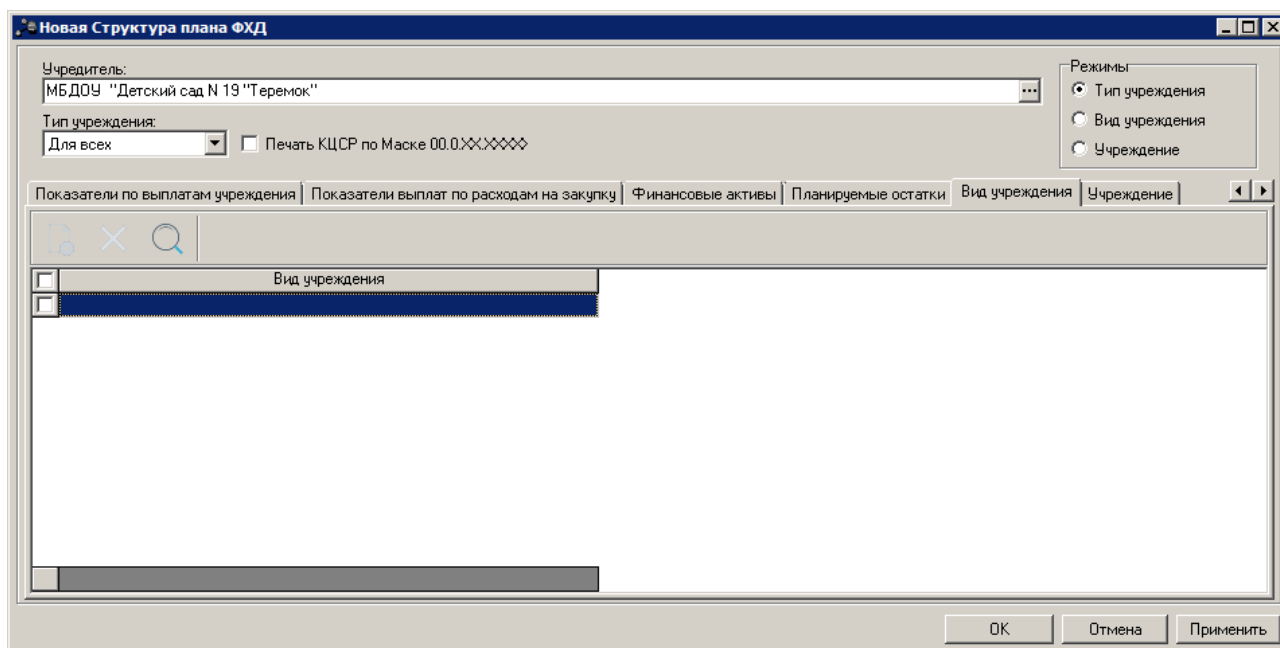 Новая Структура плана ФХД
Учредитель:
МБДОУ "Детский сад N 19 "Теремок"
...
Режимы
Тип учреждения
Вид учреждения
Учреждение
Тип учреждения:
Для всех
Печать КЦСР по Маске 00.0.XX.XXXXX
Показатели по выплатам учреждения
Показатели выплат по расходам на закупку
Финансовые активы
Планируемые остатки
Вид учреждения
Учреждение
Вид учреждения
OK
Отмена
Применить